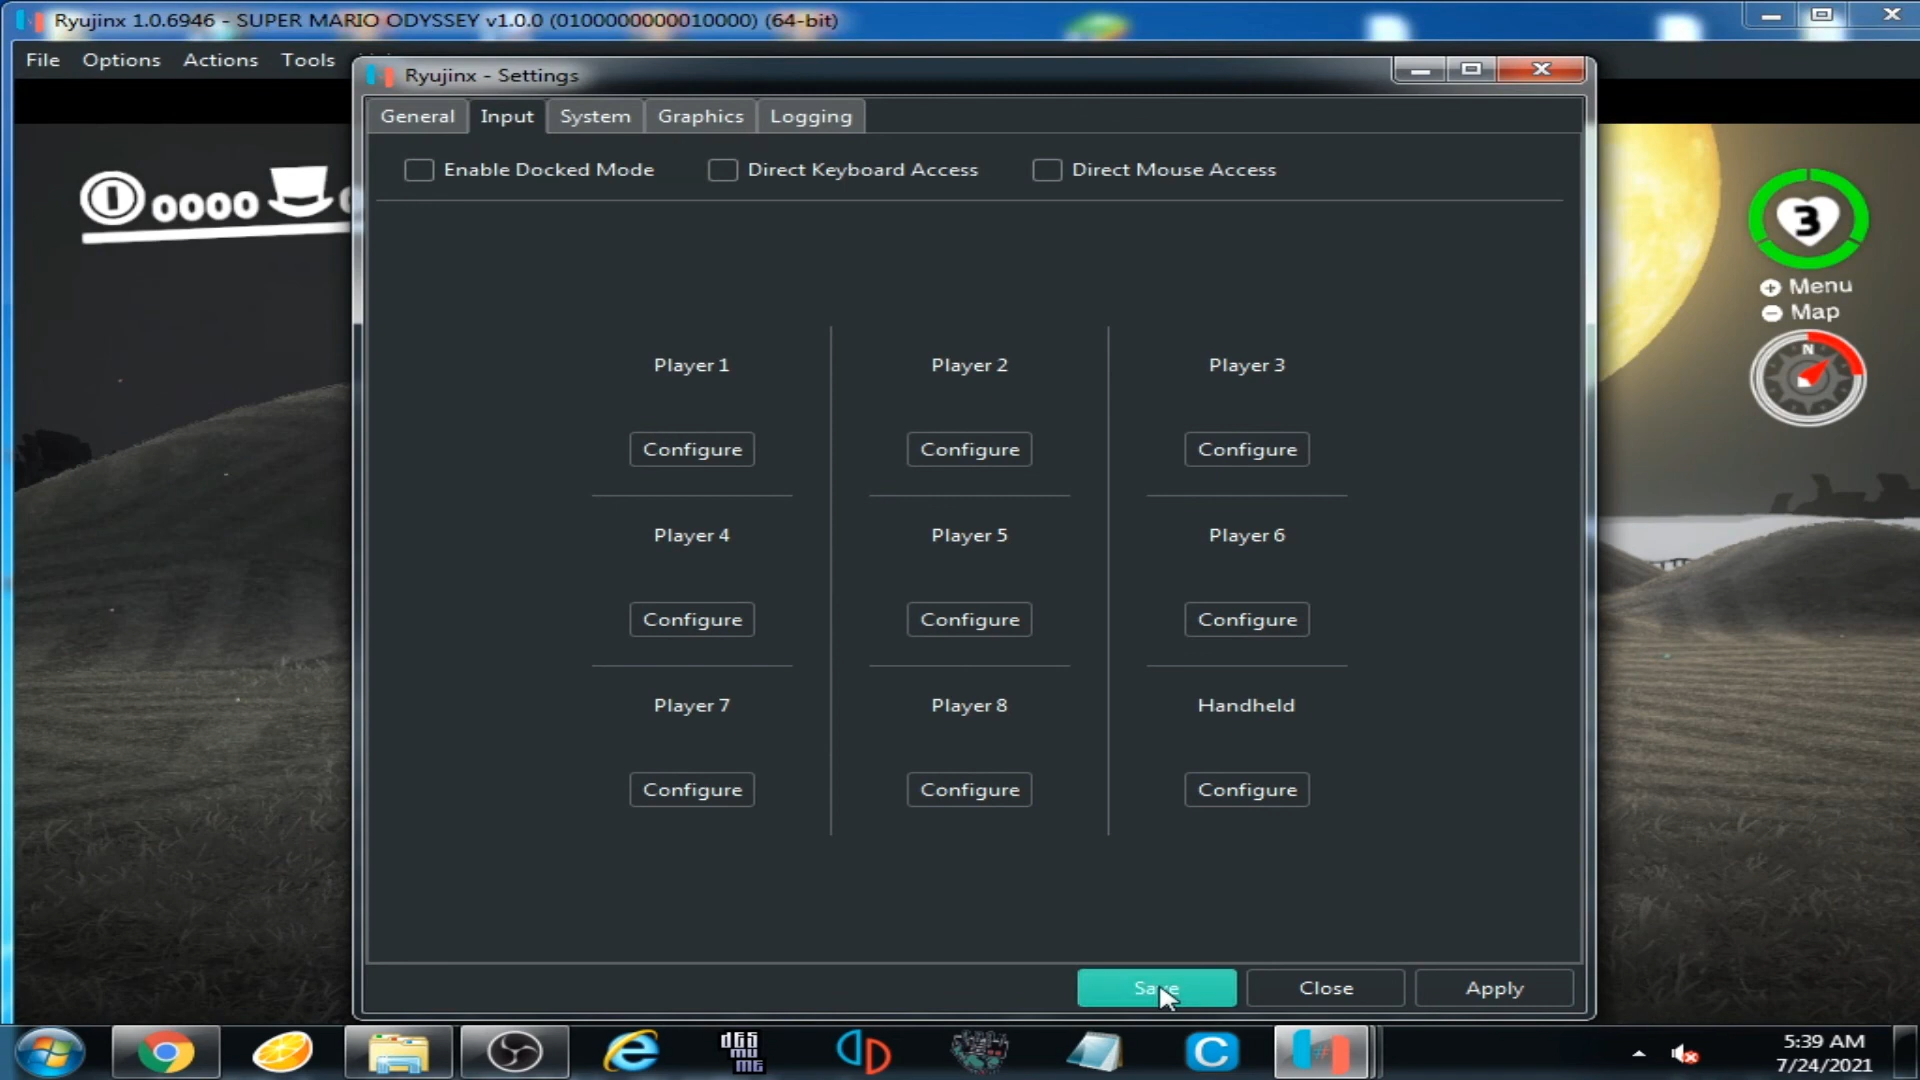 Ryujinx 1.0.6946 - SUPER MARIO ODYSSEY v1.0.0 (0100000000010000) (64-bit)
File Options Actions Tools
Ryujinx - Settings
General Input System Graphics Logging
Enable Docked Mode Direct Keyboard Access Direct Mouse Access
0000
3
Menu
Map
N
Player 1 Player 2 Player 3
Configure Configure Configure
Player 4 Player 5 Player 6
Configure Configure Configure
Player 7 Player 8 Handheld
Configure Configure Configure
Save Close Apply
5:39 AM
7/24/2021